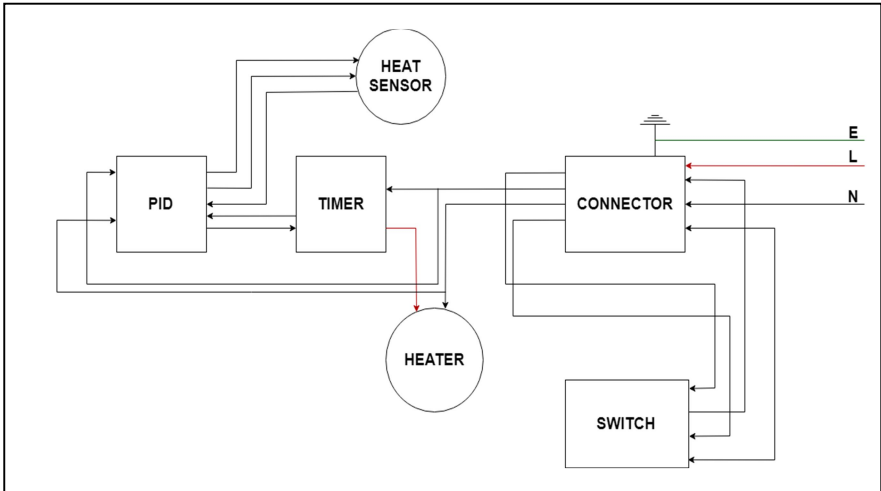 HEAT
SENSOR
E
L
PID
TIMER
CONNECTOR
N
HEATER
SWITCH